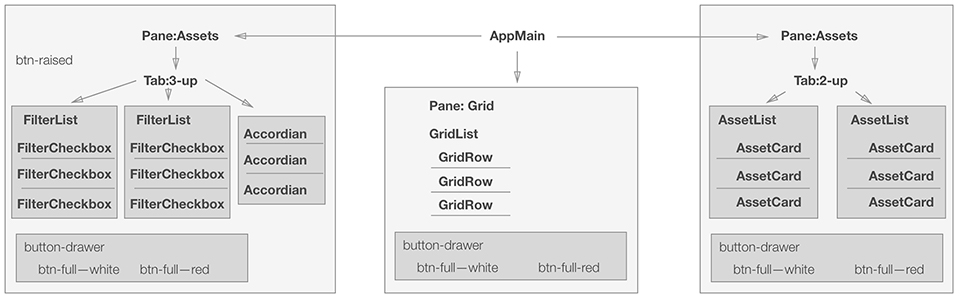 AppMain
Pane:Assets
btn-raised
Tab:3-up
FilterList
FilterCheckbox
FilterCheckbox
FilterCheckbox
FilterList
FilterCheckbox
FilterCheckbox
FilterCheckbox
Accordian
Accordian
Accordian
button-drawer
btn-full—white btn-full—red
Pane: Grid
GridList
GridRow
GridRow
GridRow
button-drawer
btn-full—white btn-full-red
Pane:Assets
Tab:2-up
AssetList
AssetCard
AssetCard
AssetCard
AssetList
AssetCard
AssetCard
AssetCard
button-drawer
btn-full—white btn-full—red